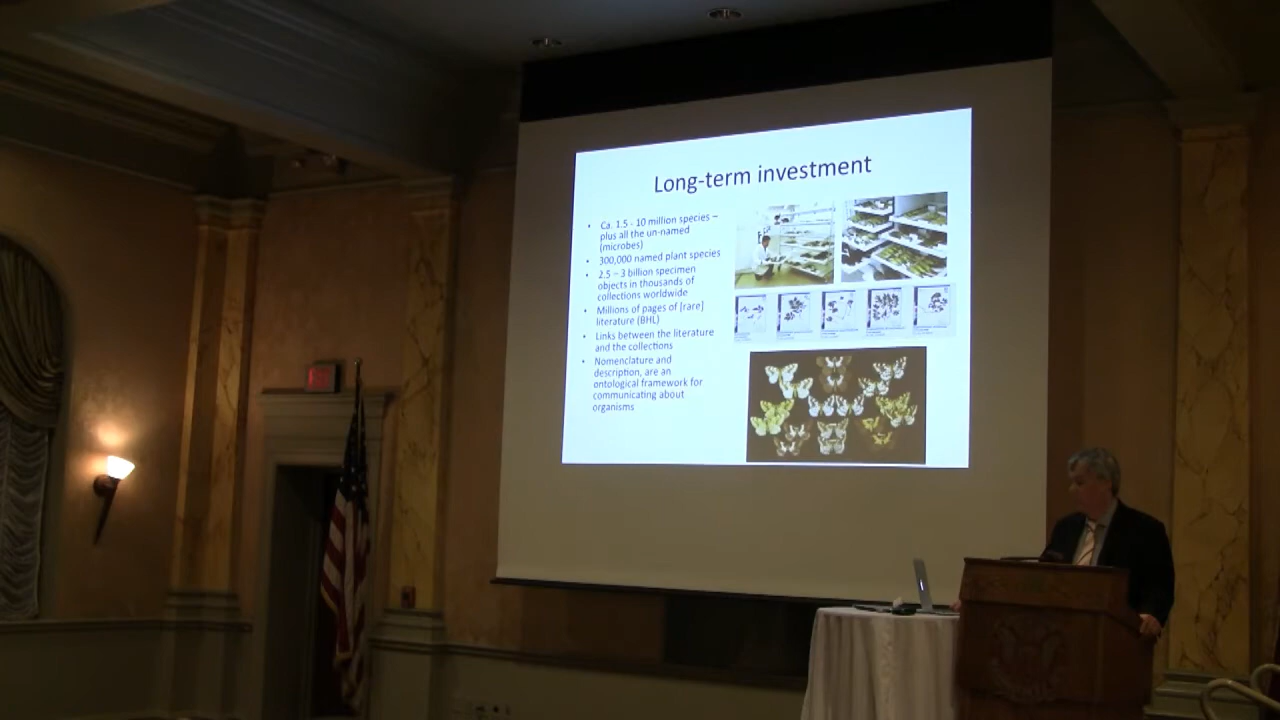 Long-term investment
• Ca. 1.5 - 10 million species –
plus all the un-named
(microbes)
• 300,000 named plant species
• 2.5 – 3 billion specimen
objects in thousands of
collections worldwide
• Millions of pages of [rare]
literature (BHL)
• Links between the literature
and the collections
• Nomenclature and
description, are an
ontological framework for
communicating about
organisms
EXIT